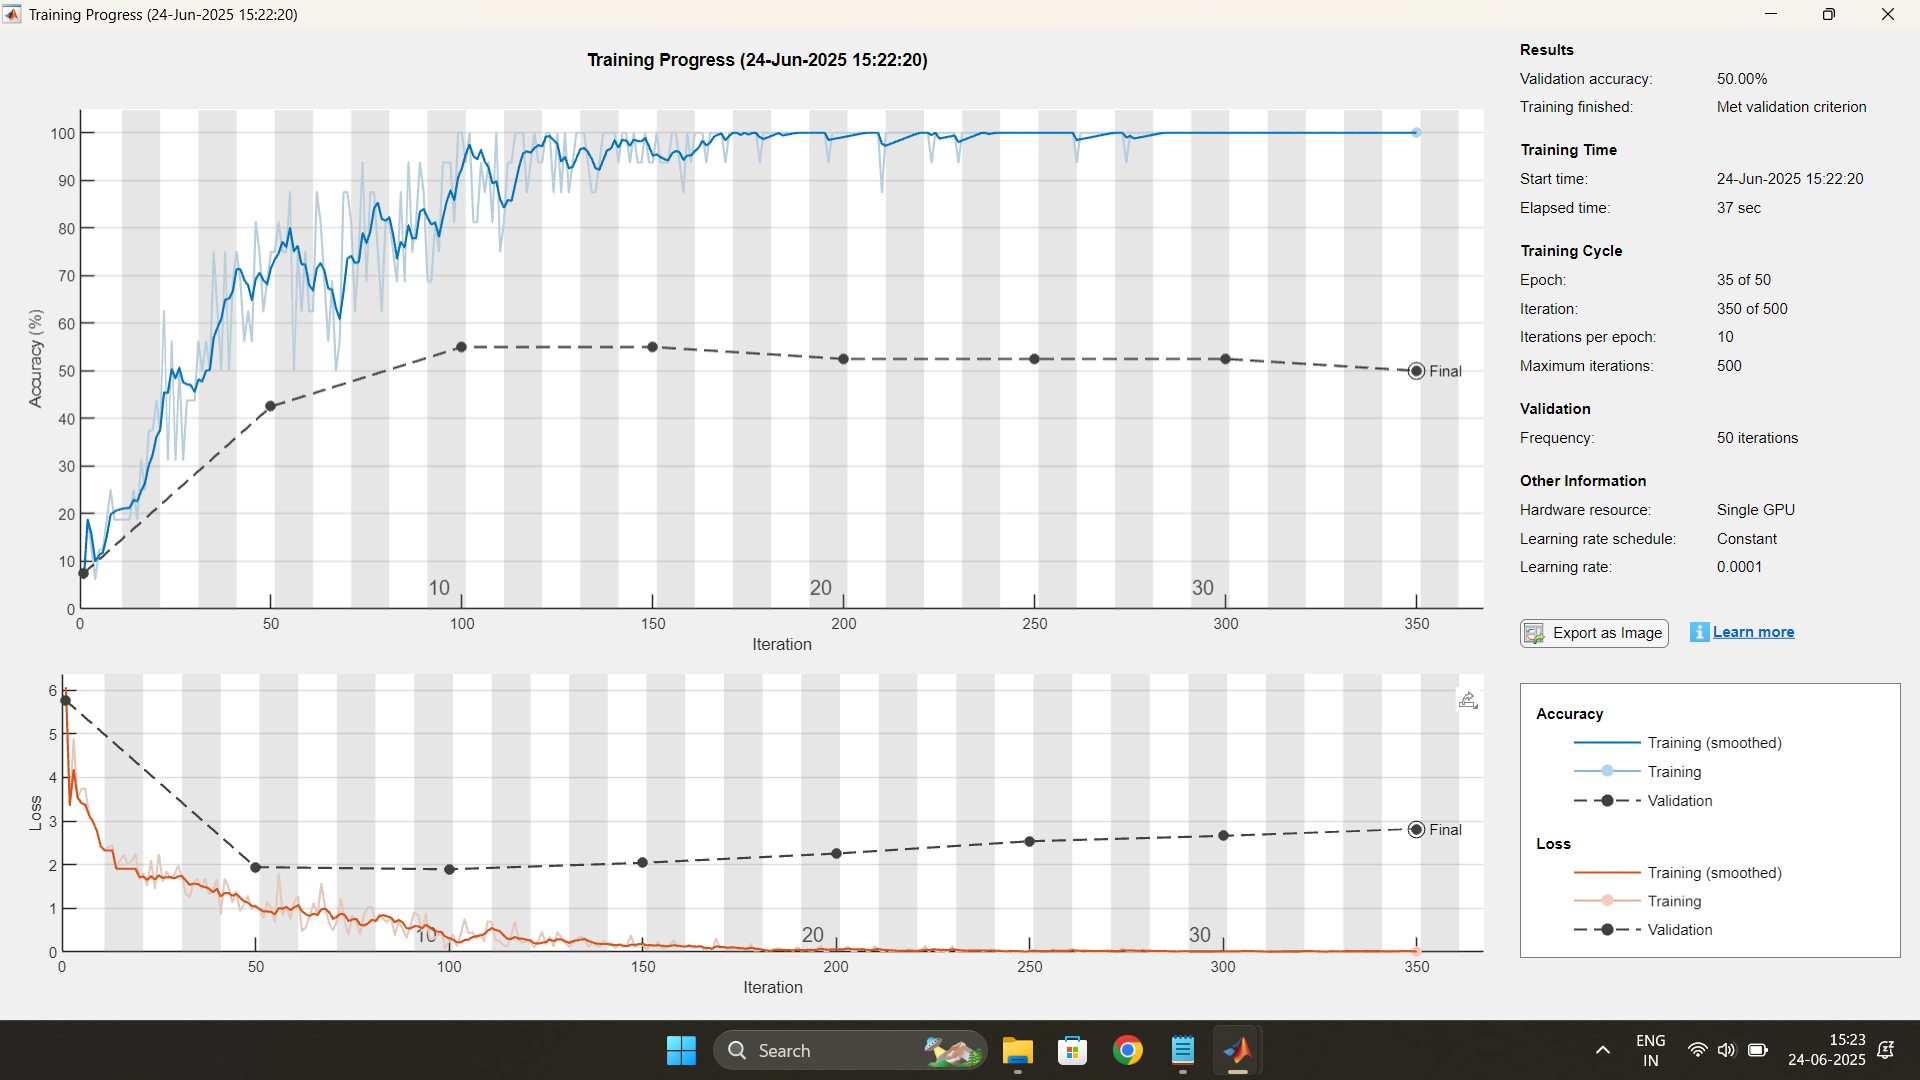 Training Progress (24-Jun-2025 15:22:20)
Training Progress (24-Jun-2025 15:22:20)
100
90
80
70
60
50
40
30
20
10
0
Accuracy (%)
Final
10
20
30
0
50
100
150
200
250
300
350
Iteration
6
5
4
3
2
1
0
Loss
Final
10
20
30
0
50
100
150
200
250
300
350
Iteration
Results
Validation accuracy: 50.00%
Training finished: Met validation criterion
Training Time
Start time: 24-Jun-2025 15:22:20
Elapsed time: 37 sec
Training Cycle
Epoch: 35 of 50
Iteration: 350 of 500
Iterations per epoch: 10
Maximum iterations: 500
Validation
Frequency: 50 iterations
Other Information
Hardware resource: Single GPU
Learning rate schedule: Constant
Learning rate: 0.0001
Export as Image
Learn more
Accuracy
Training (smoothed)
Training
Validation
Loss
Training (smoothed)
Training
Validation
Search
ENG
IN
15:23
24-06-2025